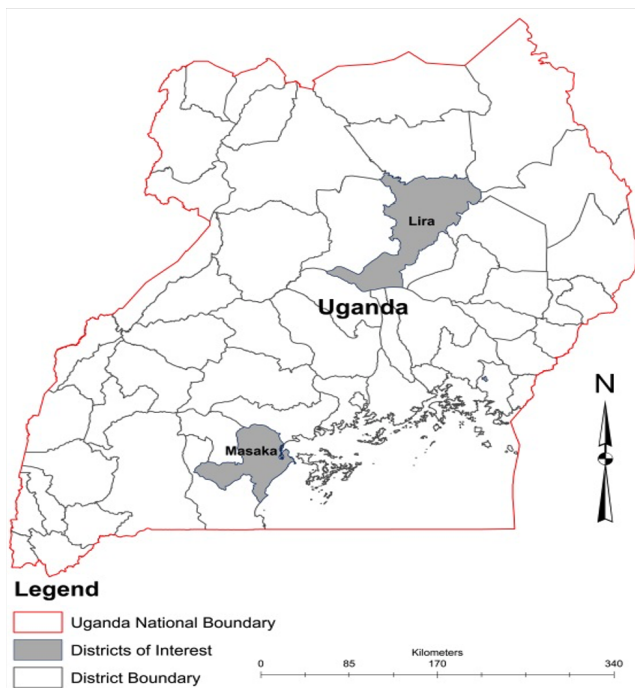 Lira
Uganda
Masaka
N
Legend
Uganda National Boundary
Districts of Interest
District Boundary
Kilometers
0 85 170 340